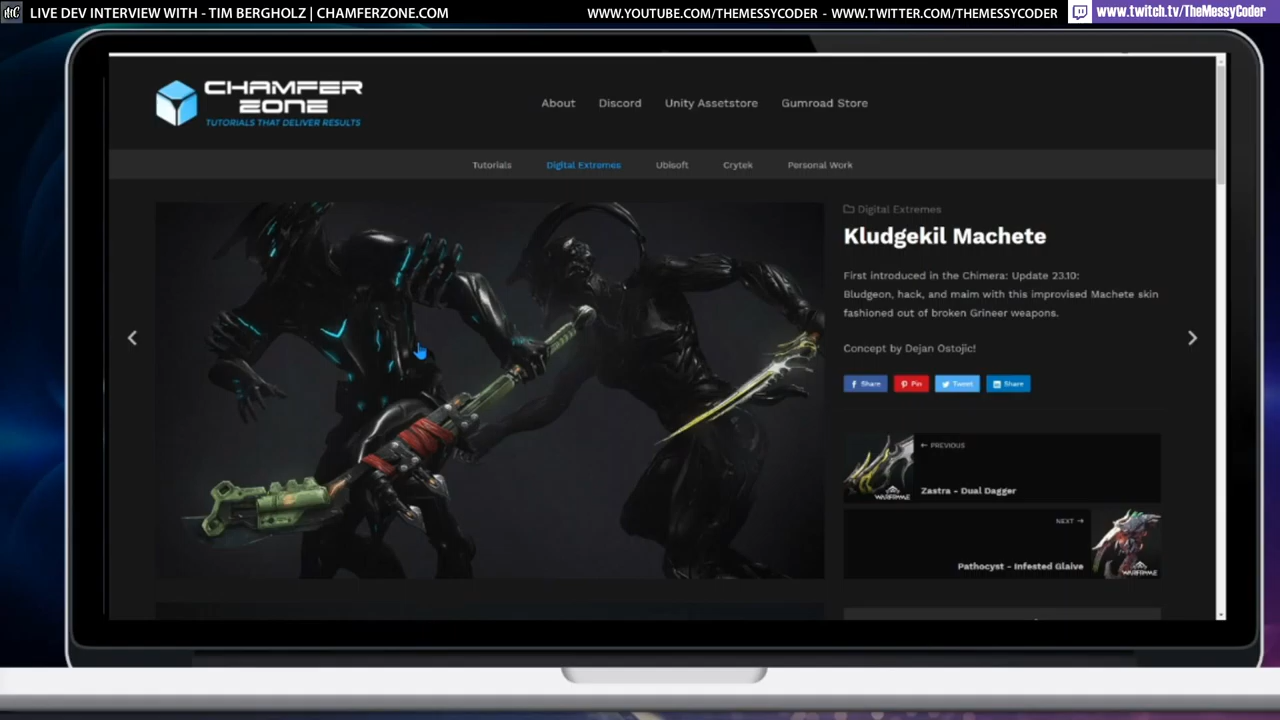 LIVE DEV INTERVIEW WITH - TIM BERGHOLZ | CHAMFERZONE.COM
WWW.YOUTUBE.COM/THEMESSYCODER - WWW.TWITTER.COM/THEMESSYCODER
www.twitch.tv/TheMessyCoder
CHAMFER
ZONE
TUTORIALS THAT DELIVER RESULTS
About Discord Unity Assetstore Gumroad Store
Tutorials Digital Extremes Ubisoft Crytek Personal Work
Digital Extremes
Kludgekil Machete
First introduced in the Chimera: Update 23.10:
Bludgeon, hack, and maim with this improvised Machete skin
fashioned out of broken Grineer weapons.
Concept by Dejan Ostojic!
Share Pin Tweet Share
← PREVIOUS
Zastra - Dual Dagger
WARFRAME
NEXT →
Pathocyst - Infested Glaive
WARFRAME